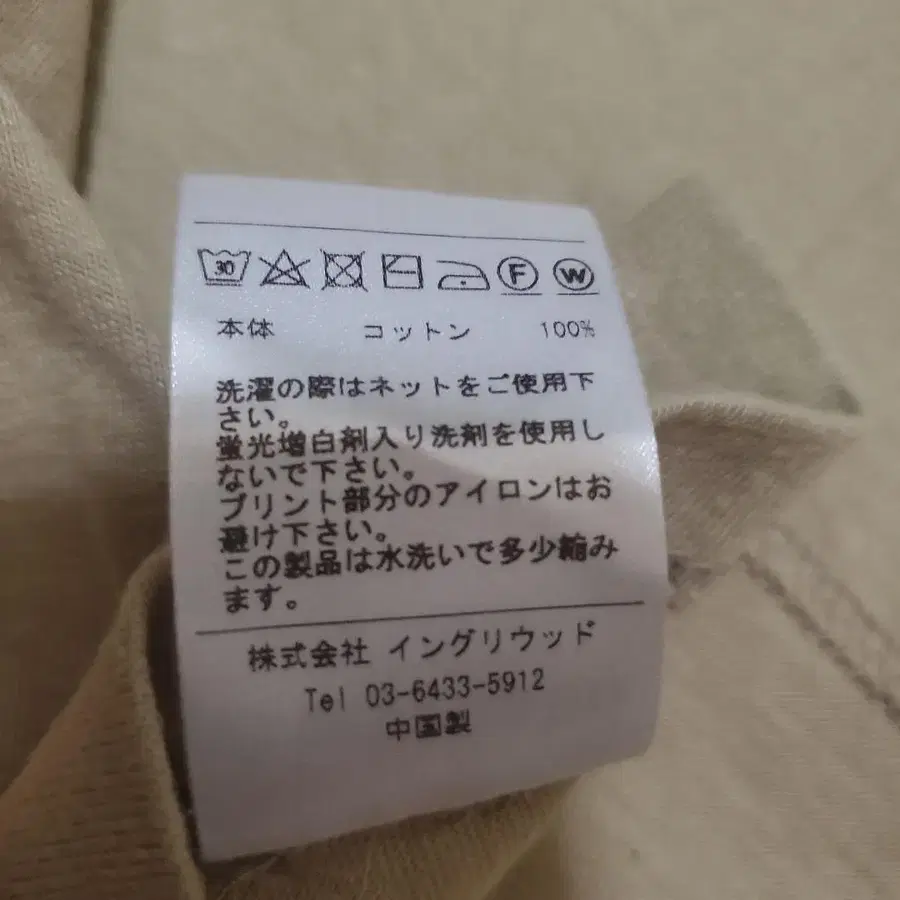 30 F W
本体 コットン 100%
洗濯の際はネットをご使用下
さい。
蛍光増白剤入り洗剤を使用し
ないで下さい。
プリント部分のアイロンはお
避け下さい。
この製品は水洗いで多少縮み
ます。
株式会社 イングリウッド
Tel 03-6433-5912
中国製